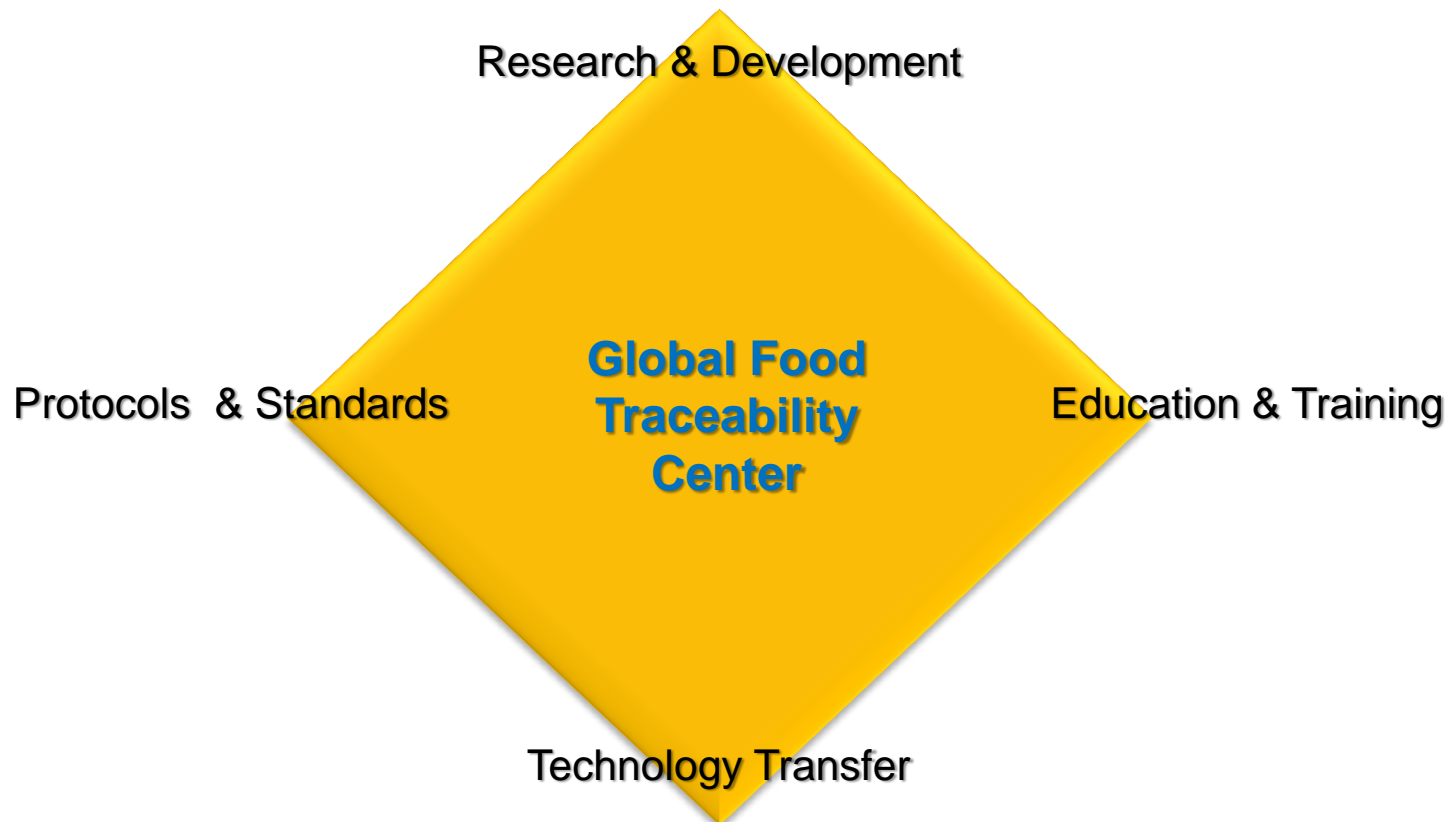 Research & Development
Global Food
Traceability
Center
Protocols  & Standards
Education & Training
Technology Transfer